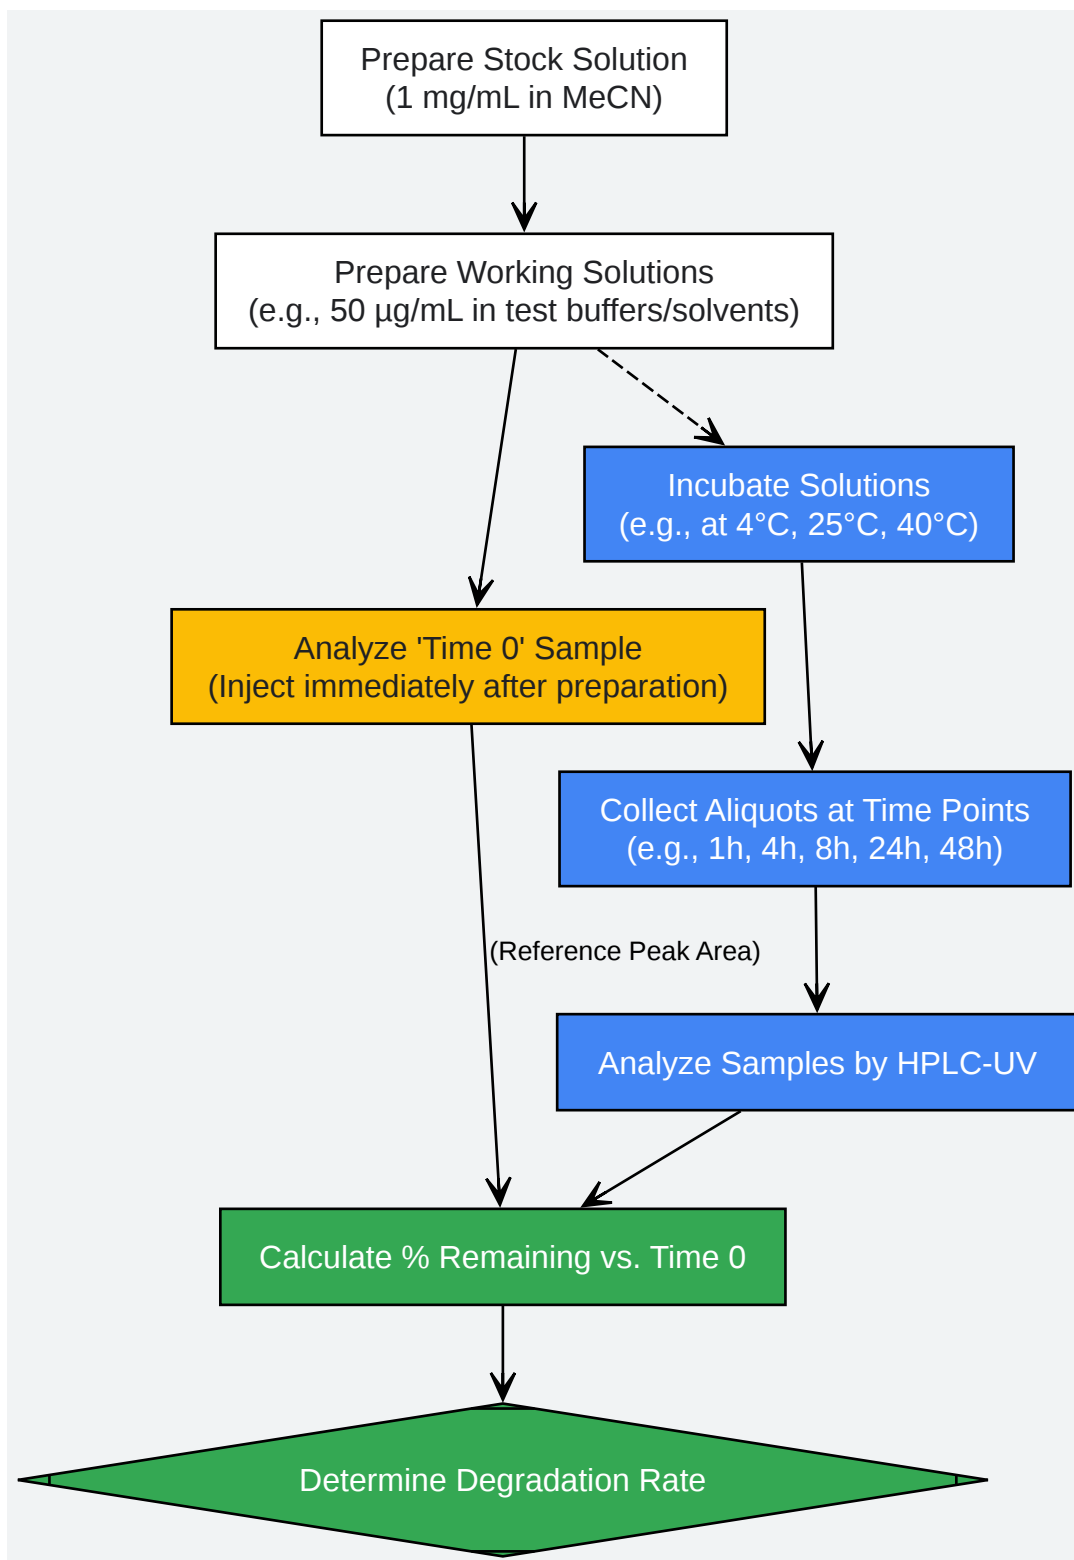 Prepare Stock Solution
(1 mg/mL in MeCN)
Prepare Working Solutions
(e.g., 50 µg/mL in test buffers/solvents)
Incubate Solutions
(e.g., at 4°C, 25°C, 40°C)
Analyze 'Time 0' Sample
(Inject immediately after preparation)
Collect Aliquots at Time Points
(e.g., 1h, 4h, 8h, 24h, 48h)
(Reference Peak Area)
Analyze Samples by HPLC-UV
Calculate % Remaining vs. Time 0
Determine Degradation Rate